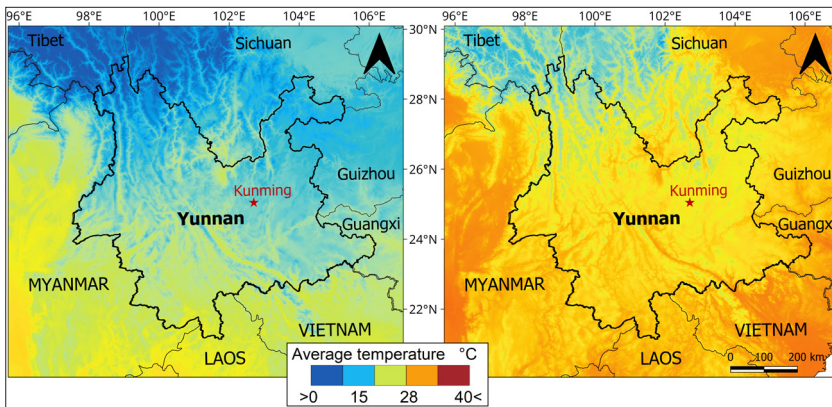 96°E 98° 100° 102° 104° 106° 96°E 98° 100° 102° 104° 106°
30°N
Tibet Sichuan Tibet Sichuan
28°N
26°N
Guizhou Guizhou
Kunming Kunming
Yunnan Guangxi Yunnan Guangxi
24°N
MYANMAR MYANMAR
22°N
VIETNAM VIETNAM
LAOS LAOS
0 100 200 km
Average temperature °C
>0 15 28 40<